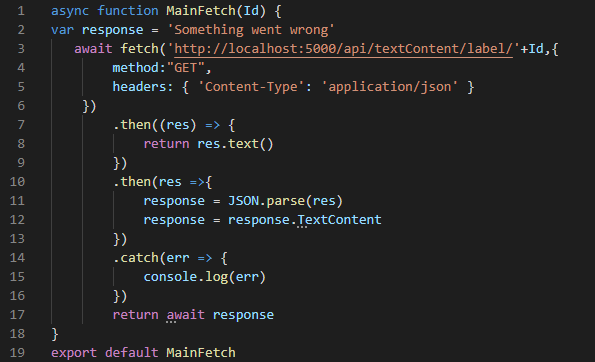 1 async function MainFetch(Id) {
2 var response = 'Something went wrong'
3 await fetch('http://localhost:5000/api/textContent/label/'+Id,{
4 method:"GET",
5 headers: { 'Content-Type': 'application/json' }
6 })
7 .then((res) => {
8 return res.text()
9 })
10 .then(res =>{
11 response = JSON.parse(res)
12 response = response.TextContent
13 })
14 .catch(err => {
15 console.log(err)
16 })
17 return await response
18 }
19 export default MainFetch